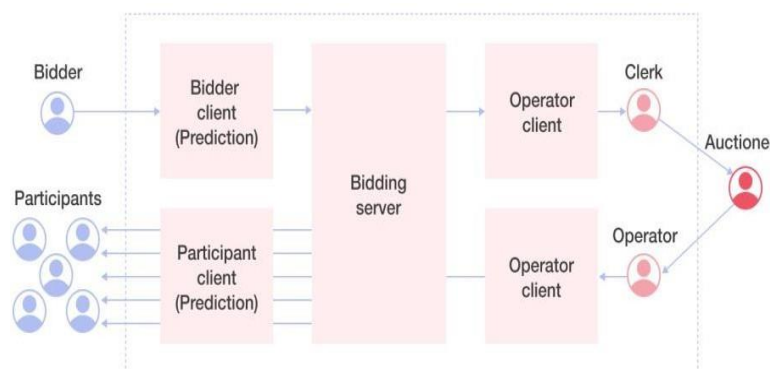 Bidder
Bidder
client
(Prediction)
Operator
client
Clerk
Auctione
Bidding
server
Participants
Participant
client
(Prediction)
Operator
client
Operator